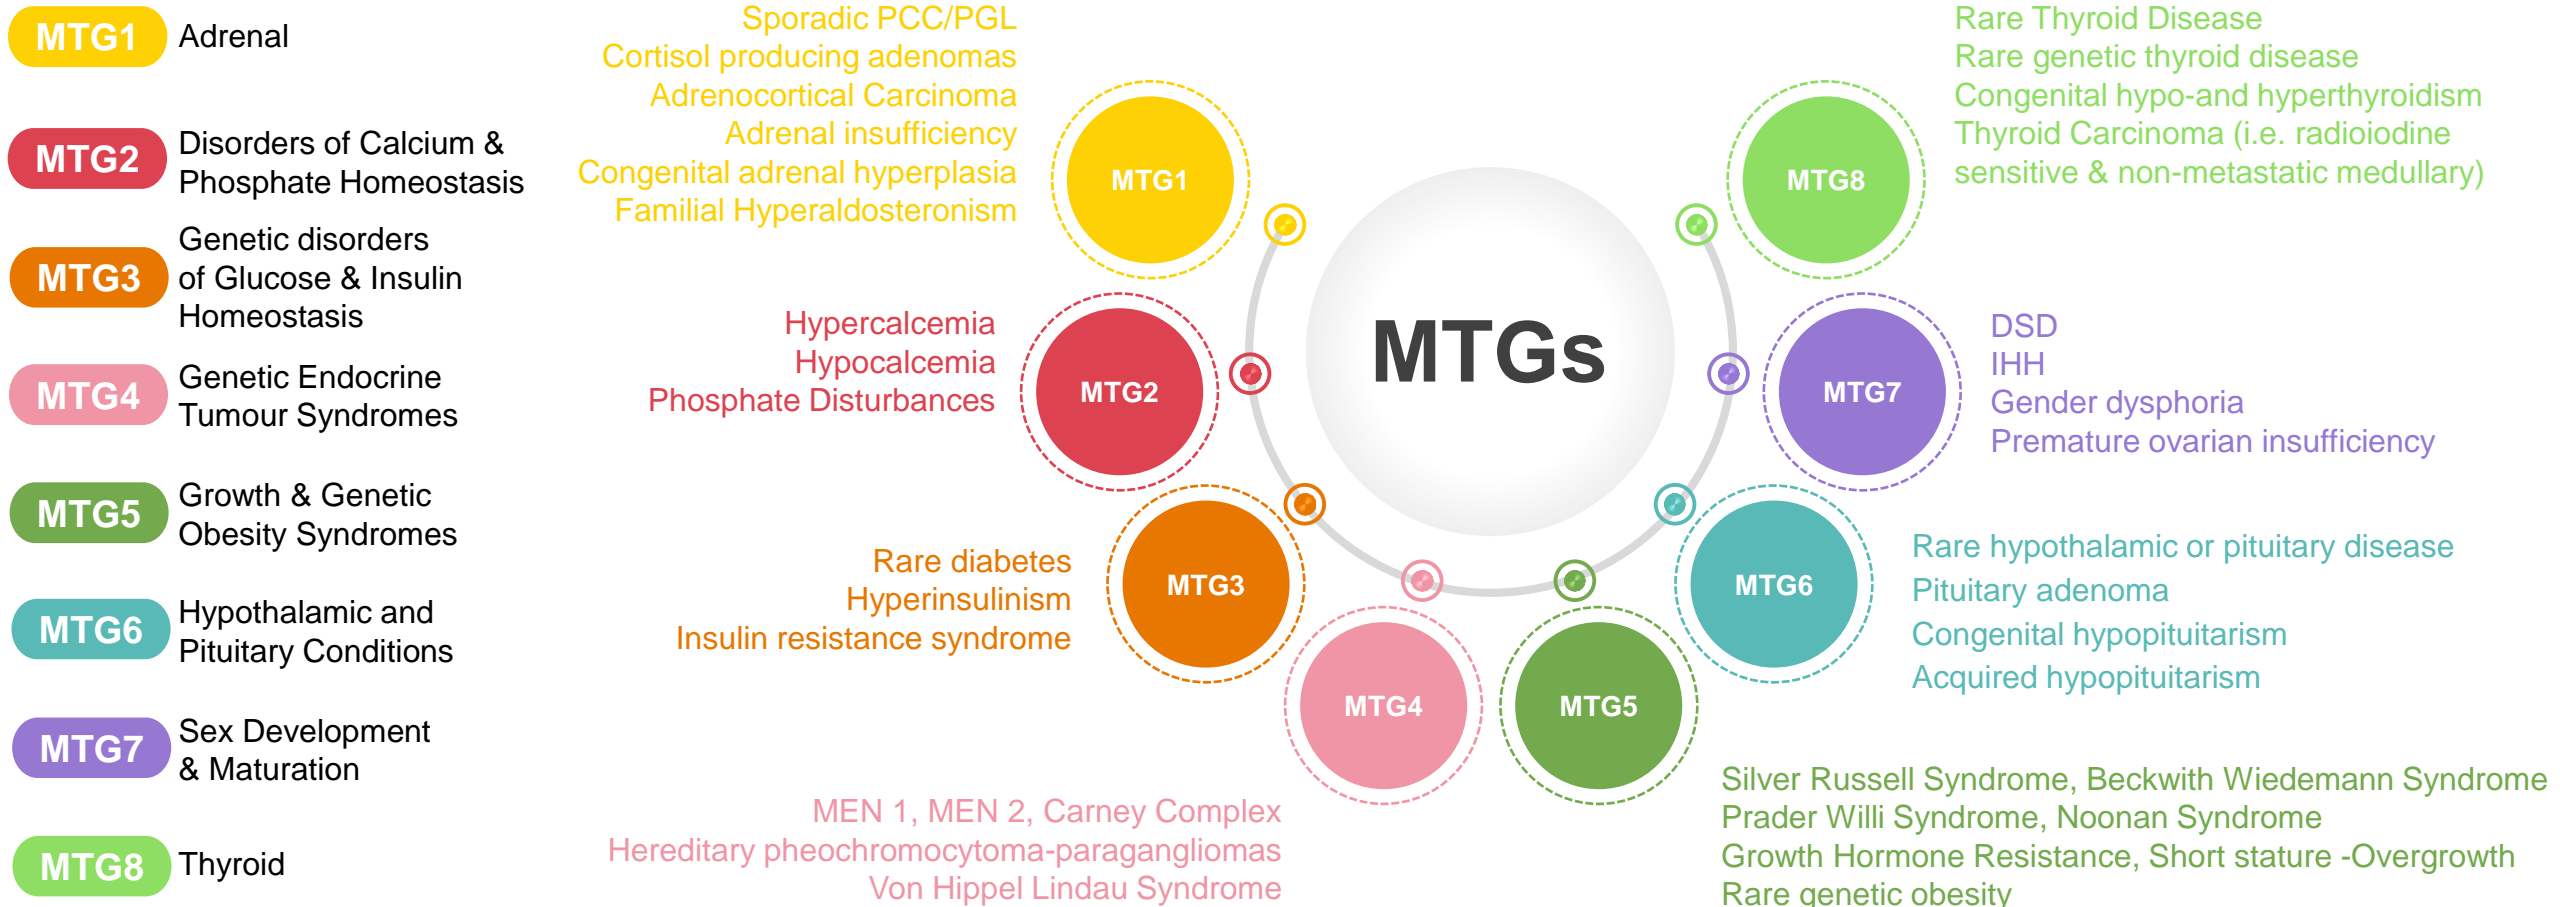 MTG1
Adrenal
MTG2
Disorders of Calcium &
Phosphate Homeostasis
MTG3
Genetic disorders
of Glucose & Insulin
Homeostasis
MTG4
Genetic Endocrine
Tumour Syndromes
MTG5
Growth & Genetic
Obesity Syndromes
MTG6
Hypothalamic and
Pituitary Conditions
MTG7
Sex Development
& Maturation
MTG8
Thyroid
Sporadic PCC/PGL
Cortisol producing adenomas
Adrenocortical Carcinoma
Adrenal insufficiency
Congenital adrenal hyperplasia
Familial Hyperaldosteronism
MTG1
Hypercalcemia
Hypocalcemia
Phosphate Disturbances
MTG2
Rare diabetes
Hyperinsulinism
Insulin resistance syndrome
MTG3
MEN 1, MEN 2, Carney Complex
Hereditary pheochromocytoma-paragangliomas
Von Hippel Lindau Syndrome
MTG4
MTGs
MTG5
Silver Russell Syndrome, Beckwith Wiedemann Syndrome
Prader Willi Syndrome, Noonan Syndrome
Growth Hormone Resistance, Short stature -Overgrowth
Rare genetic obesity
MTG6
Rare hypothalamic or pituitary disease
Pituitary adenoma
Congenital hypopituitarism
Acquired hypopituitarism
MTG7
DSD
IHH
Gender dysphoria
Premature ovarian insufficiency
MTG8
Rare Thyroid Disease
Rare genetic thyroid disease
Congenital hypo-and hyperthyroidism
Thyroid Carcinoma (i.e. radioiodine
sensitive & non-metastatic medullary)